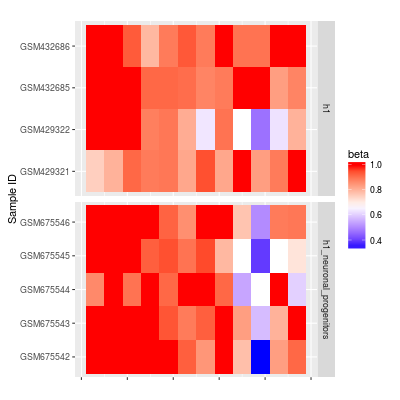 GSM432686
GSM432685
GSM429322
GSM429321
h1
GSM675546
GSM675545
GSM675544
GSM675543
GSM675542
h1_neuronal_progenitors
Sample ID
beta
1.0
0.8
0.6
0.4